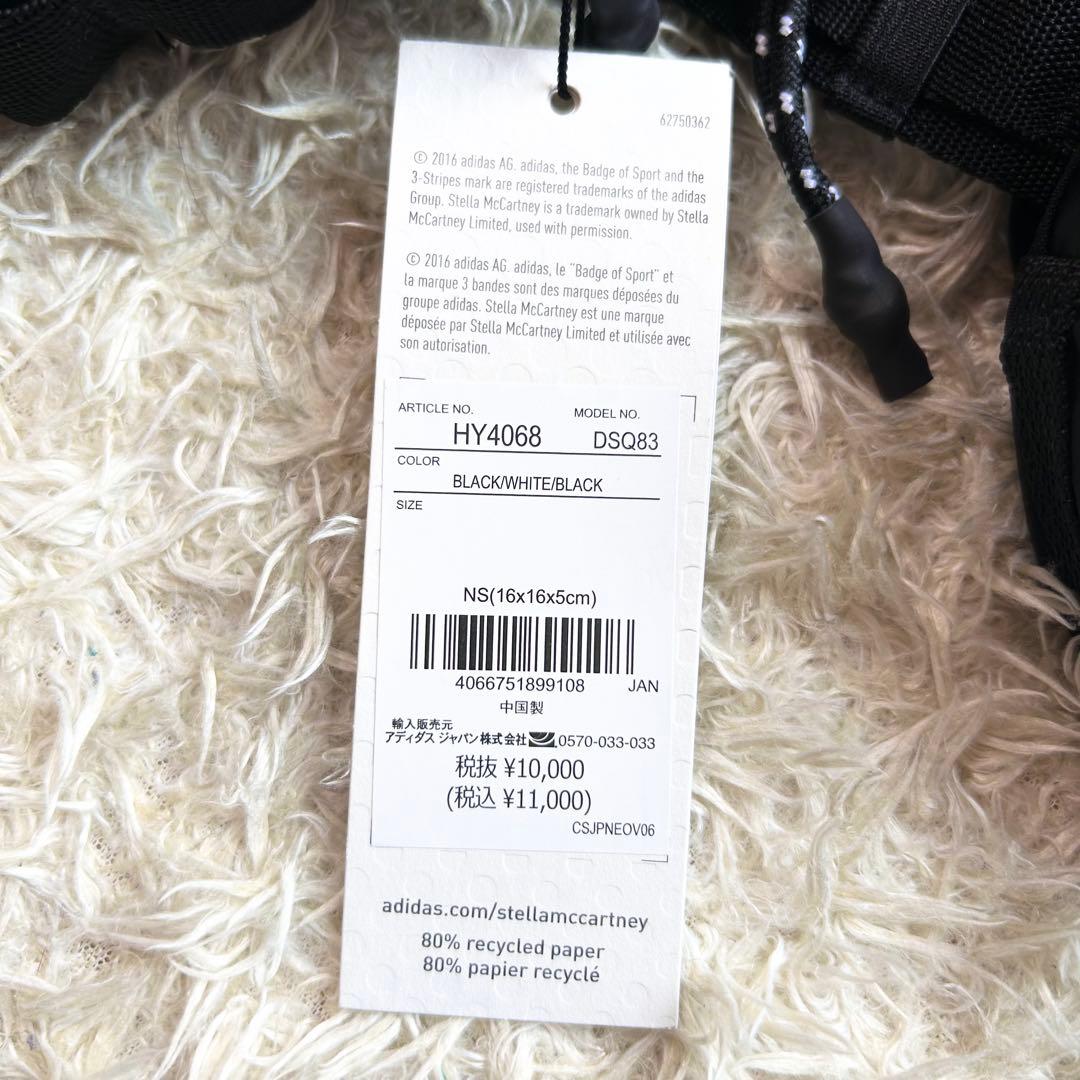 62750362
© 2016 adidas AG. adidas, the Badge of Sport and the
3-Stripes mark are registered trademarks of the adidas
Group. Stella McCartney is a trademark owned by Stella
McCartney Limited, used with permission.
© 2016 adidas AG. adidas, le "Badge of Sport" et
la marque 3 bandes sont des marques déposées du
groupe adidas. Stella McCartney est une marque
déposée par Stella McCartney Limited et utilisée avec
son autorisation.
ARTICLE NO. MODEL NO.
HY4068 DSQ83
COLOR
BLACK/WHITE/BLACK
SIZE
NS(16x16x5cm)
4066751899108 JAN
中国製
輸入販売元
アディダス ジャパン株式会社 0570-033-033
税抜 ¥10,000
(税込 ¥11,000)
CSJPNEOV06
adidas.com/stellamccartney
80% recycled paper
80% papier recyclé